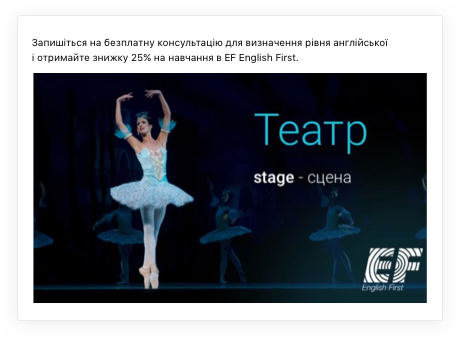 Запишіться на безплатну консультацію для визначення рівня англійської
і отримайте знижку 25% на навчання в EF English First.
Театр
stage - сцена
EF
English First